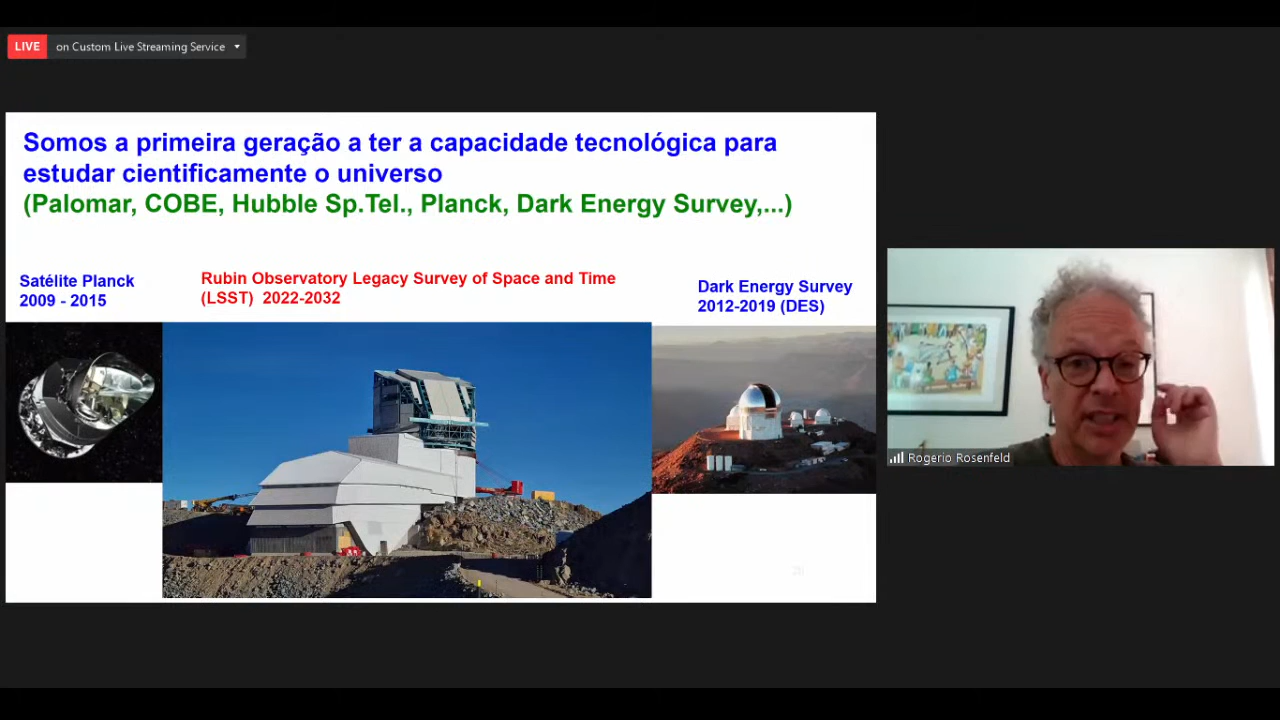 LIVE on Custom Live Streaming Service
Somos a primeira geração a ter a capacidade tecnológica para
estudar cientificamente o universo
(Palomar, COBE, Hubble Sp.Tel., Planck, Dark Energy Survey,...)
Satélite Planck
2009 - 2015
Rubin Observatory Legacy Survey of Space and Time
(LSST) 2022-2032
Dark Energy Survey
2012-2019 (DES)
Rogerio Rosenfeld